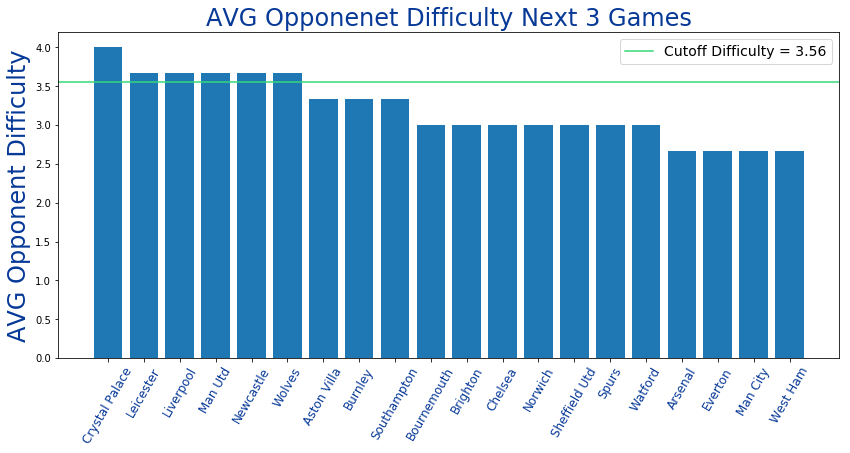 AVG Opponenet Difficulty Next 3 Games
Cutoff Difficulty = 3.56
AVG Opponent Difficulty
4.0
3.5
3.0
2.5
2.0
1.5
1.0
0.5
0.0
Crystal Palace
Leicester
Liverpool
Man Utd
Newcastle
Wolves
Aston Villa
Burnley
Southampton
Bournemouth
Brighton
Chelsea
Norwich
Sheffield Utd
Spurs
Watford
Arsenal
Everton
Man City
West Ham